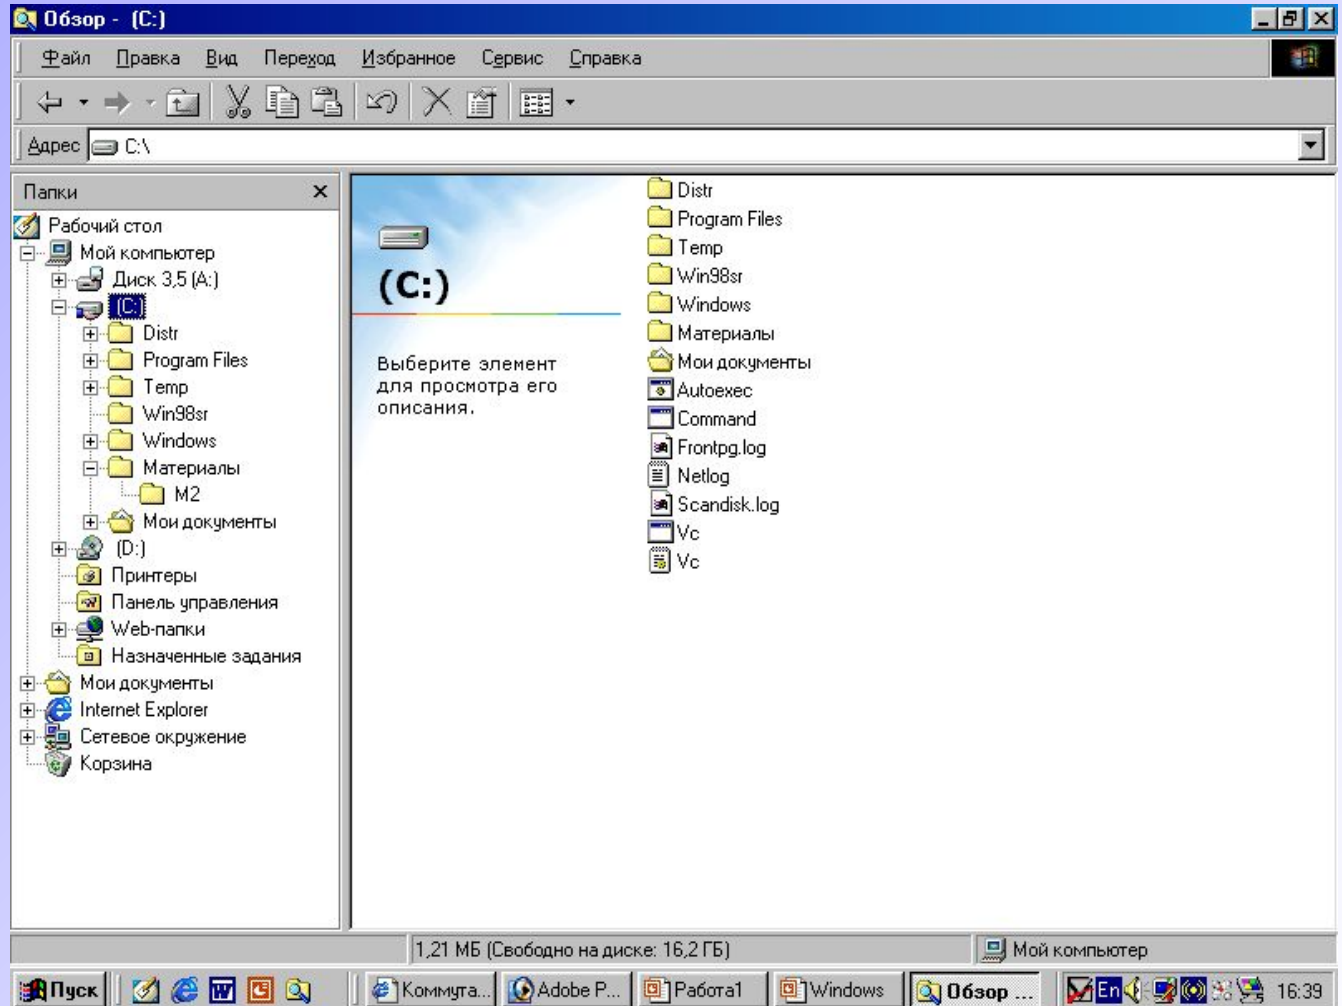 Обзор - (C:)
Файл Правка Вид Переход Избранное Сервис Справка
Адрес C:\
Папки
Рабочий стол
Мой компьютер
Диск 3,5 (A:)
(C:)
Distr
Program Files
Temp
Win98sr
Windows
Материалы
M2
Мои документы
(D:)
Принтеры
Панель управления
Web-папки
Назначенные задания
Мои документы
Internet Explorer
Сетевое окружение
Корзина
(C:)
Выберите элемент
для просмотра его
описания.
Distr
Program Files
Temp
Win98sr
Windows
Материалы
Мои документы
Autoexec
Command
Frontpg.log
Netlog
Scandisk.log
Vc
Vc
1,21 МБ (Свободно на диске: 16,2 ГБ) Мой компьютер
Пуск Коммута... Adobe P... Работа1 Windows Обзор ... En 16:39